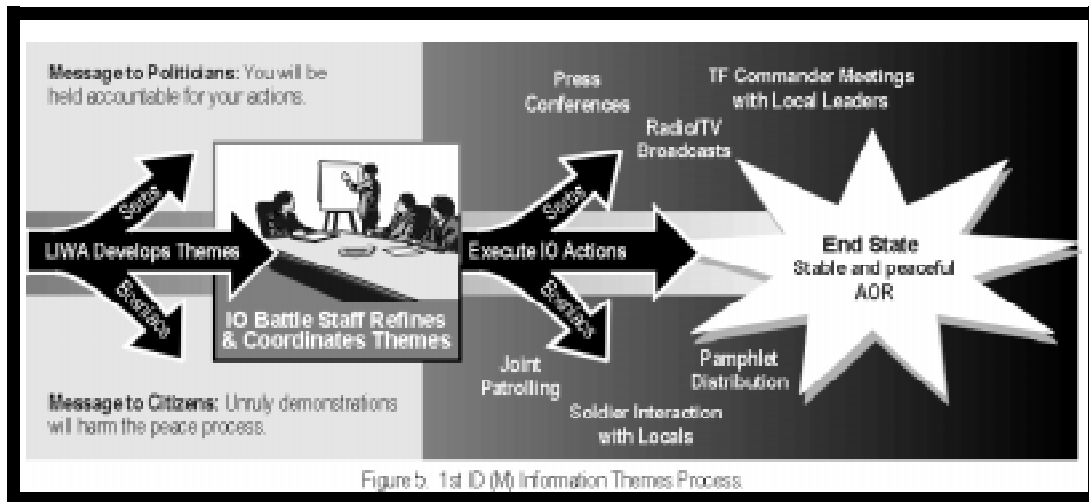 Message to Politicians: You will be
held accountable for your actions.
Press
Conferences
TF Commander Meetings
with Local Leaders
Radio/TV
Broadcasts
Serbs
LIWA Develops Themes
Bosniacs
IO Battle Staff Refines
& Coordinates Themes
Serbs
Execute IO Actions
Bosniacs
End State
Stable and peaceful
AOR
Joint
Patrolling
Pamphlet
Distribution
Soldier Interaction
with Locals
Message to Citizens: Unruly demonstrations
will harm the peace process.
Figure 5. 1st ID (M) Information Themes Process.